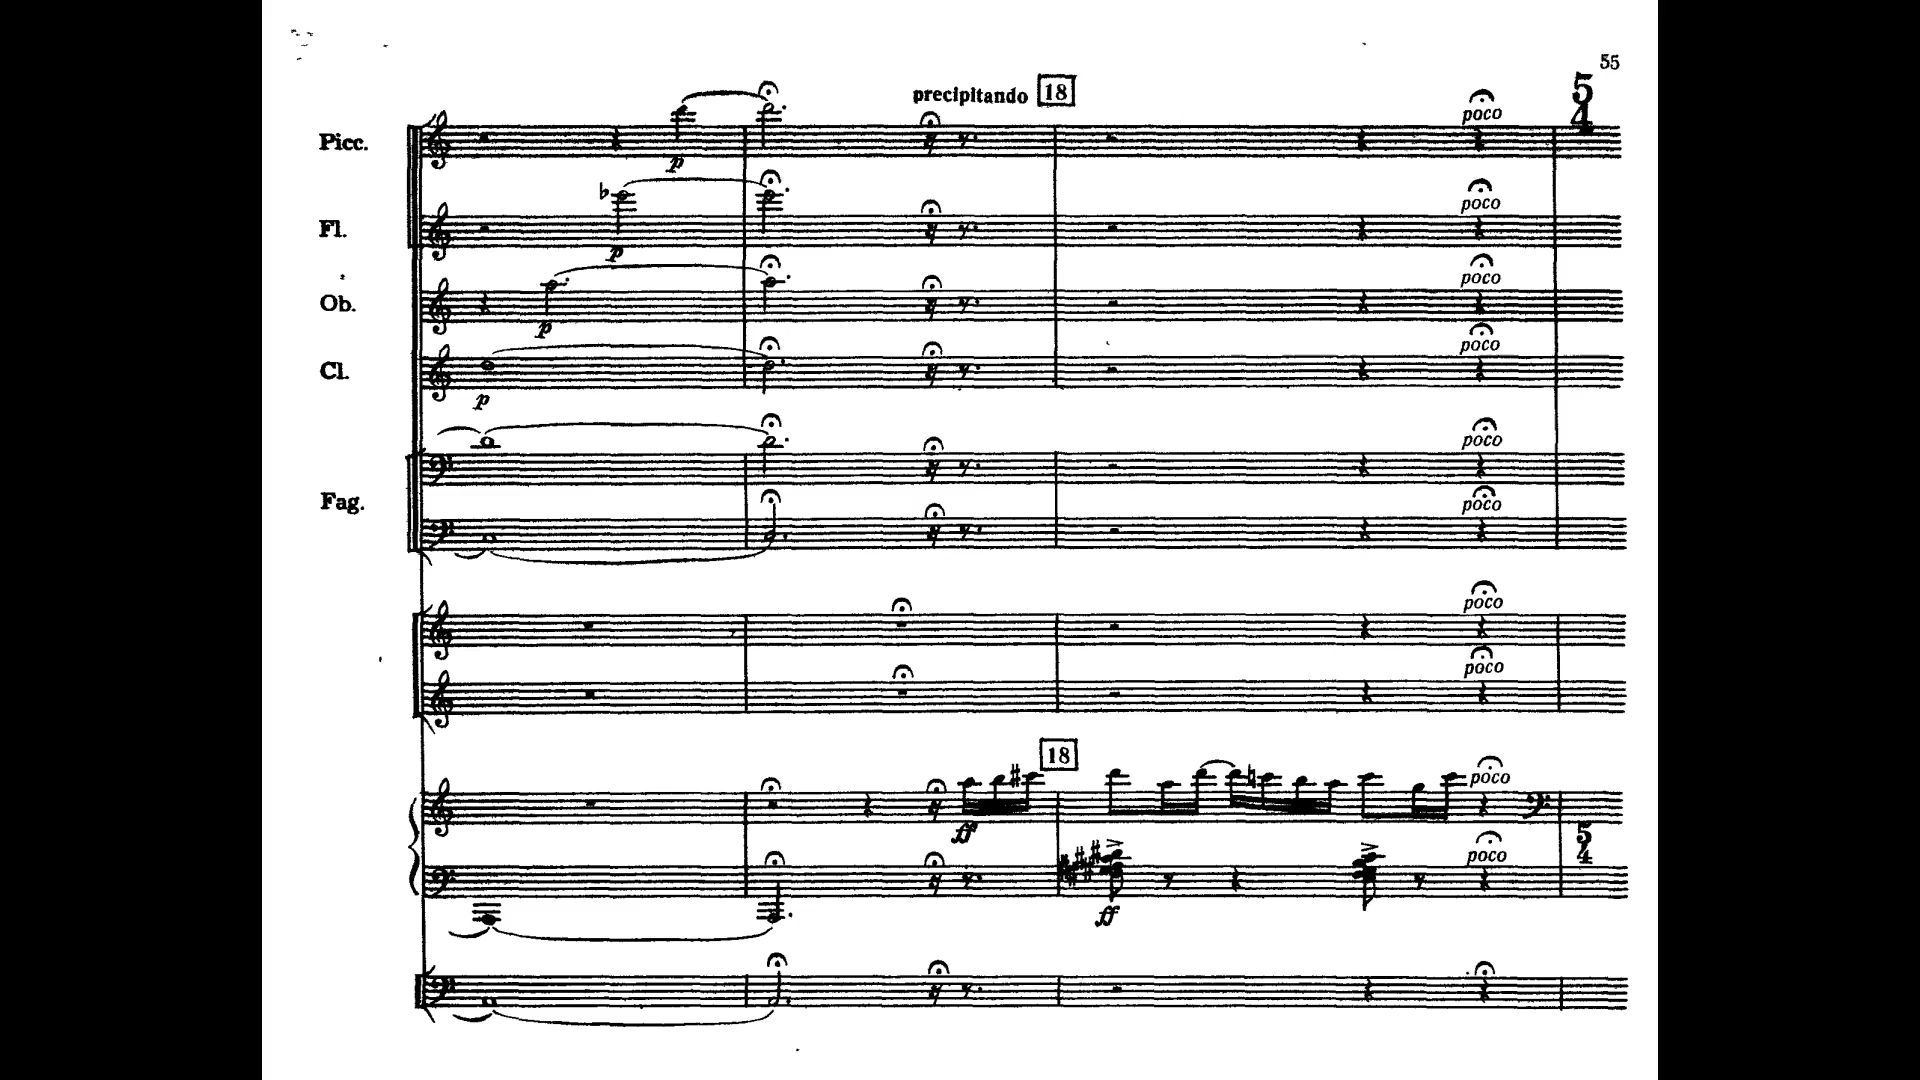 55
precipitando 18
5
4
poco
Picc.
p
poco
Fl.
p
poco
Ob.
p
poco
Cl.
p
poco
Fag.
poco
poco
poco
18
poco
ff
5
4
poco
ff